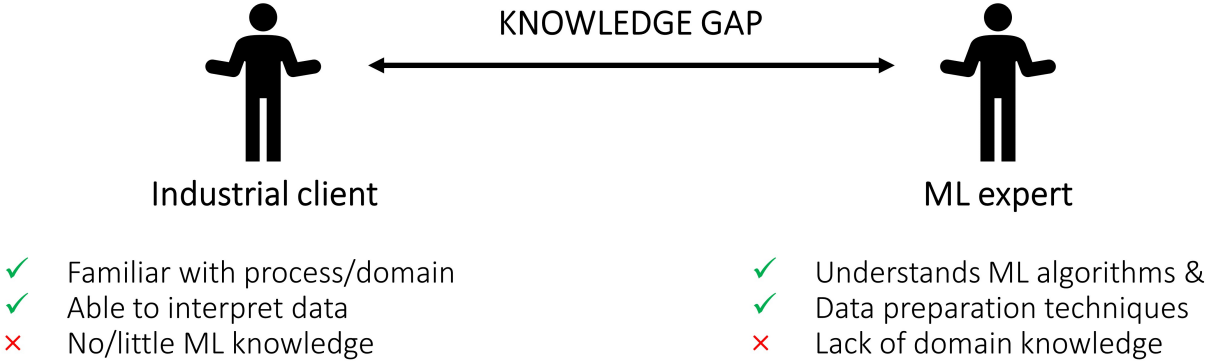 KNOWLEDGE GAP
Industrial client
ML expert
✓ Familiar with process/domain
✓ Able to interpret data
× No/little ML knowledge
✓ Understands ML algorithms &
✓ Data preparation techniques
× Lack of domain knowledge